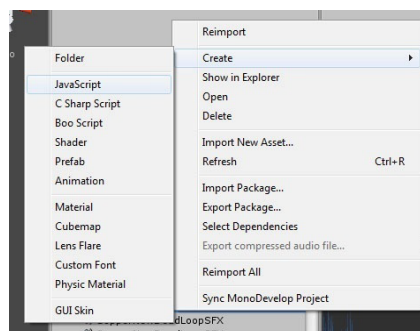 Reimport
Create
Show in Explorer
Open
Delete
Import New Asset...
Refresh Ctrl+R
Import Package...
Export Package...
Select Dependencies
Export compressed audio file...
Reimport All
Sync MonoDevelop Project
Folder
JavaScript
C Sharp Script
Boo Script
Shader
Prefab
Animation
Material
Cubemap
Lens Flare
Custom Font
Physic Material
GUI Skin